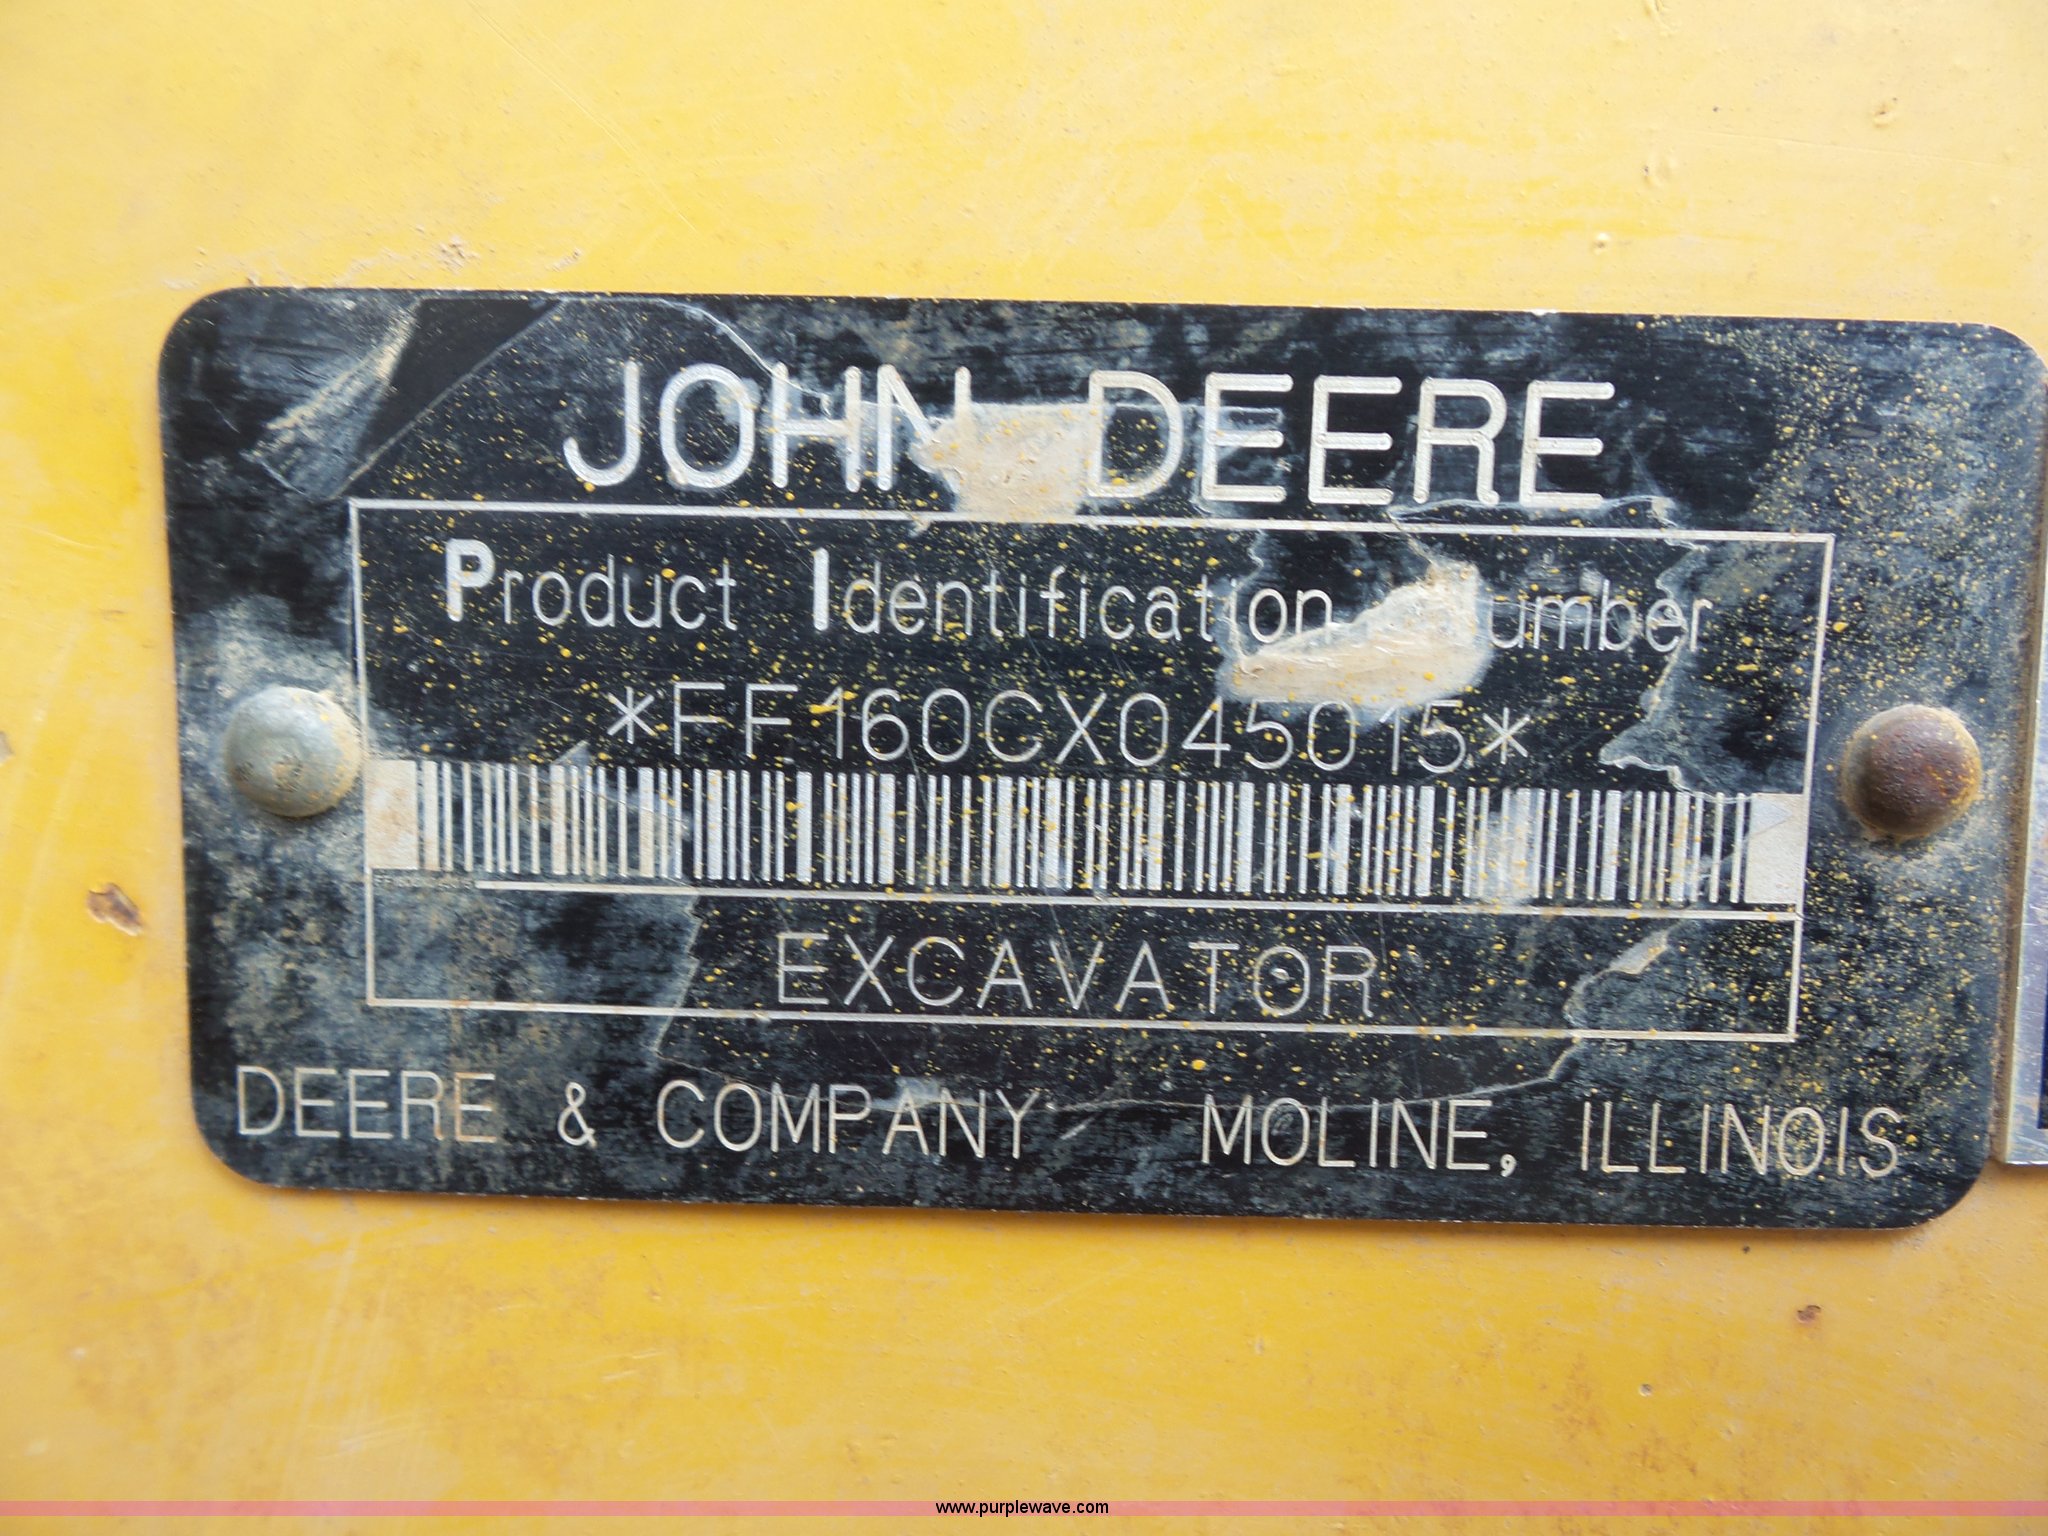 JOHN DEERE
Product Identification Number
*FF160CX045015*
EXCAVATOR
DEERE & COMPANY MOLINE, ILLINOIS
www.purplewave.com